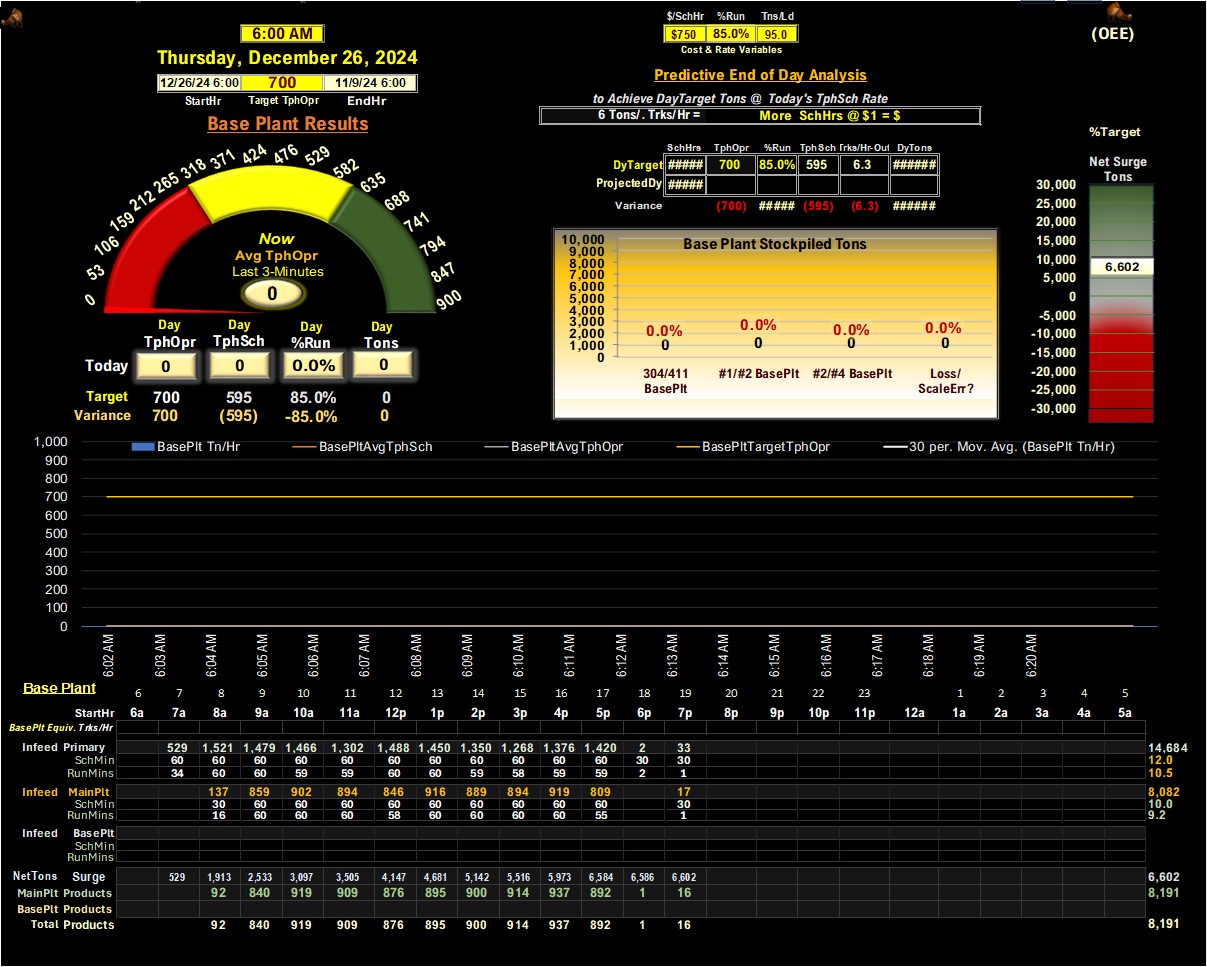 $/SchHr %Run Tns/Ld
$750 85.0% 95.0
Cost & Rate Variables
(OEE)
6:00 AM
Thursday, December 26, 2024
12/26/24 6:00 700 11/9/24 6:00
StartHr Target TphOpr EndHr
Base Plant Results
Predictive End of Day Analysis
to Achieve DayTarget Tons @ Today's TphSch Rate
6 Tons/. Trks/Hr = More SchHrs @ $1 = $
SchHrs TphOpr %Run TphSch Trks/Hr-Out DyTons
DyTarget ##### 700 85.0% 595 6.3 ######
ProjectedDy #####
Variance (700) ##### (595) (6.3) ######
%Target
Net Surge
Tons
30,000
25,000
20,000
15,000
10,000
6,602
5,000
0
-5,000
-10,000
-15,000
-20,000
-25,000
-30,000
0 53 106 159 212 265 318 371 424 476 529 582 635 688 741 794 847 900
Now
Avg TphOpr
Last 3-Minutes
0
Day Day Day Day
TphOpr TphSch %Run Tons
Today 0 0 0.0% 0
Target 700 595 85.0% 0
Variance 700 (595) -85.0% 0
Base Plant Stockpiled Tons
10,000
9,000
8,000
7,000
6,000
5,000
4,000
3,000
2,000
1,000
0
0.0% 0.0% 0.0% 0.0%
0 0 0 0
304/411 BasePlt #1/#2 BasePlt #2/#4 BasePlt Loss/ ScaleErr?
BasePlt Tn/Hr BasePltAvgTphSch BasePltAvgTphOpr BasePltTargetTphOpr 30 per. Mov. Avg. (BasePlt Tn/Hr)
1,000
900
800
700
600
500
400
300
200
100
0
6:02 AM 6:03 AM 6:04 AM 6:05 AM 6:06 AM 6:07 AM 6:08 AM 6:09 AM 6:10 AM 6:11 AM 6:12 AM 6:13 AM 6:14 AM 6:15 AM 6:16 AM 6:17 AM 6:18 AM 6:19 AM 6:20 AM
Base Plant 6 7 8 9 10 11 12 13 14 15 16 17 18 19 20 21 22 23 1 2 3 4 5
StartHr 6a 7a 8a 9a 10a 11a 12p 1p 2p 3p 4p 5p 6p 7p 8p 9p 10p 11p 12a 1a 2a 3a 4a 5a
BasePlt Equiv. Trks/Hr
Infeed Primary 529 1,521 1,479 1,466 1,302 1,488 1,450 1,350 1,268 1,376 1,420 2 33 14,684
SchMin 60 60 60 60 60 60 60 60 60 60 60 30 30 12.0
RunMins 34 60 60 59 59 60 60 59 58 59 59 2 1 10.5
Infeed MainPlt 137 859 902 894 846 916 889 894 919 809 17 8,082
SchMin 30 60 60 60 60 60 60 60 60 60 30 10.0
RunMins 16 60 60 60 58 60 60 60 60 55 1 9.2
Infeed BasePlt
SchMin
RunMins
NetTons Surge 529 1,913 2,533 3,097 3,505 4,147 4,681 5,142 5,516 5,973 6,584 6,586 6,602 6,602
MainPlt Products 92 840 919 909 876 895 900 914 937 892 1 16 8,191
BasePlt Products
Total Products 92 840 919 909 876 895 900 914 937 892 1 16 8,191